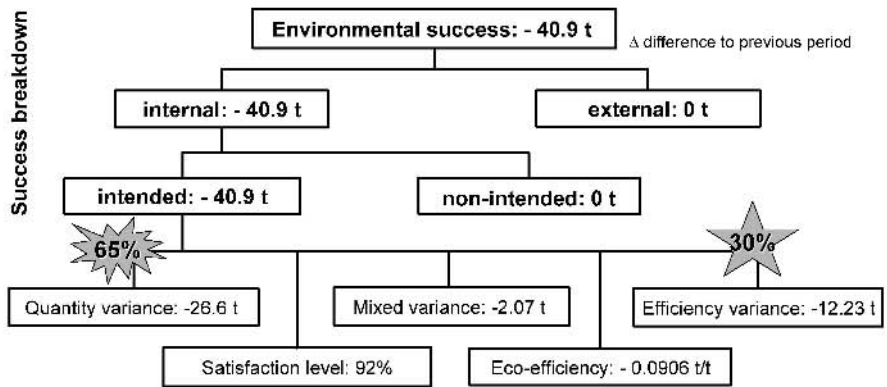 Success breakdown
Environmental success: - 40.9 t
Δ difference to previous period
internal: - 40.9 t
external: 0 t
intended: - 40.9 t
non-intended: 0 t
65%
30%
Quantity variance: -26.6 t
Mixed variance: -2.07 t
Efficiency variance: -12.23 t
Satisfaction level: 92%
Eco-efficiency: - 0.0906 t/t